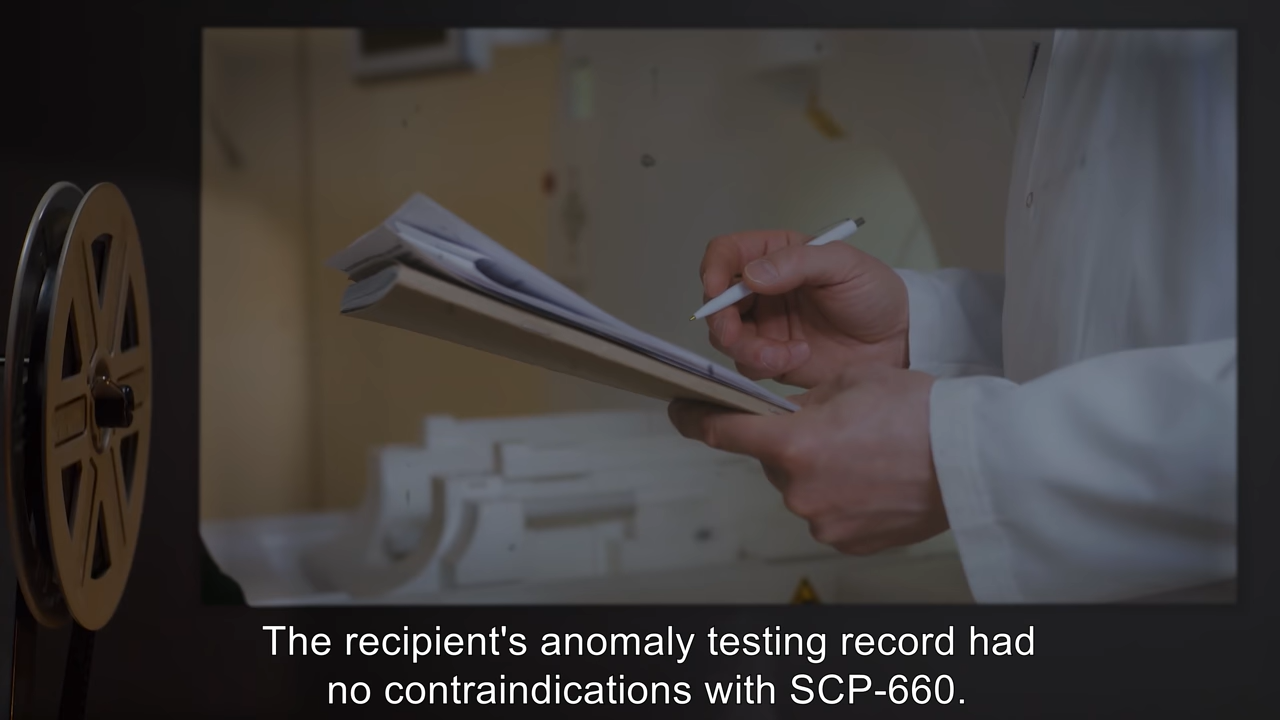 The recipient's anomaly testing record had
no contraindications with SCP-660.